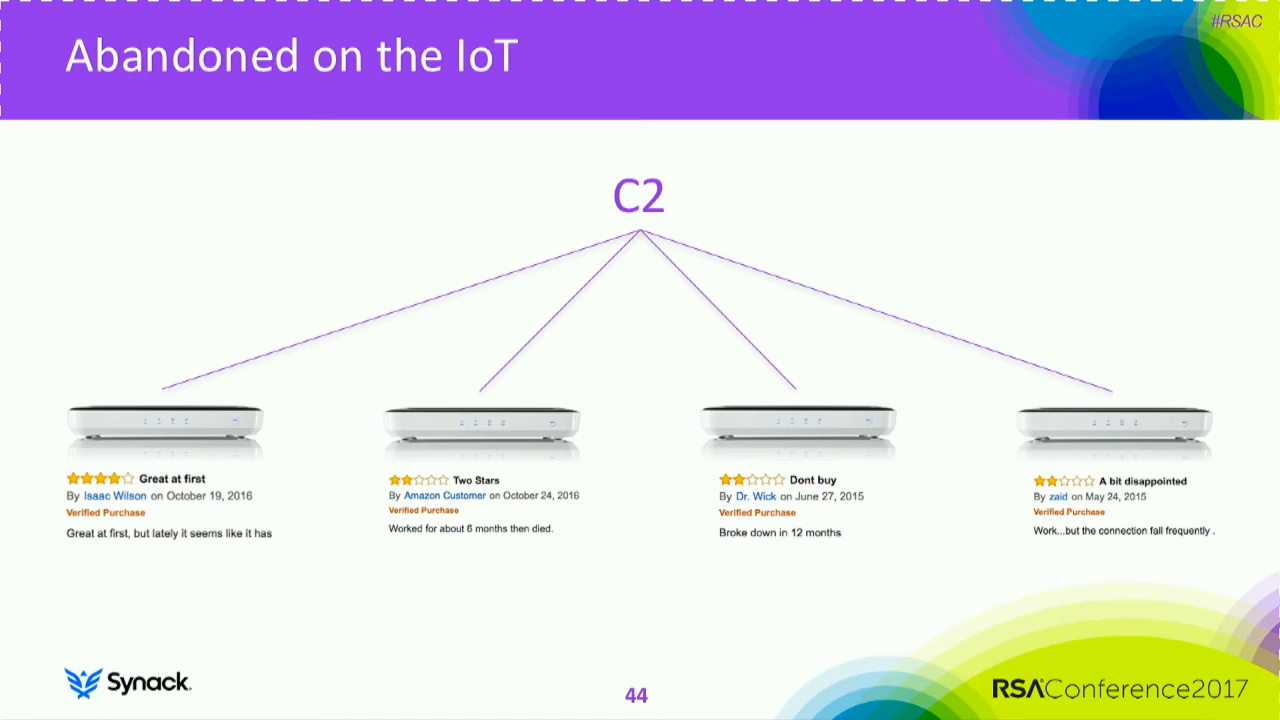 #RSAC
Abandoned on the IoT
C2
Great at first
By Isaac Wilson on October 19, 2016
Verified Purchase
Great at first, but lately it seems like it has
Two Stars
By Amazon Customer on October 24, 2016
Verified Purchase
Worked for about 6 months then died.
Dont buy
By Dr. Wick on June 27, 2015
Verified Purchase
Broke down in 12 months
A bit disappointed
By zaid on May 24, 2015
Verified Purchase
Work...but the connection fall frequently .
Synack
44
RSAConference2017